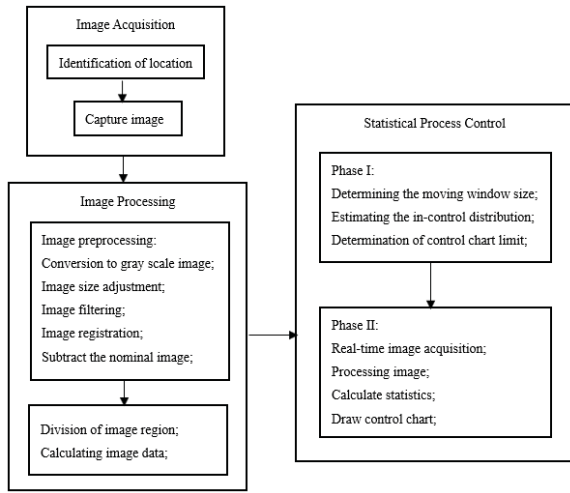 Image Acquisition
Identification of location
Capture image
Image Processing
Image preprocessing:
Conversion to gray scale image;
Image size adjustment;
Image filtering;
Image registration;
Subtract the nominal image;
Division of image region;
Calculating image data;
Statistical Process Control
Phase I:
Determining the moving window size;
Estimating the in-control distribution;
Determination of control chart limit;
Phase II:
Real-time image acquisition;
Processing image;
Calculate statistics;
Draw control chart;